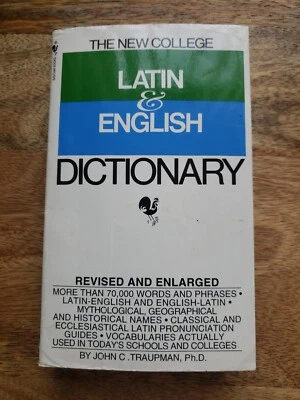 THE NEW COLLEGE
LATIN
&
ENGLISH
DICTIONARY
REVISED AND ENLARGED
MORE THAN 70,000 WORDS AND PHRASES •
LATIN-ENGLISH AND ENGLISH-LATIN •
MYTHOLOGICAL, GEOGRAPHICAL
AND HISTORICAL NAMES • CLASSICAL AND
ECCLESIASTICAL LATIN PRONUNCIATION
GUIDES • VOCABULARIES ACTUALLY
USED IN TODAY'S SCHOOLS AND COLLEGES
BY JOHN C. TRAUPMAN, Ph.D.